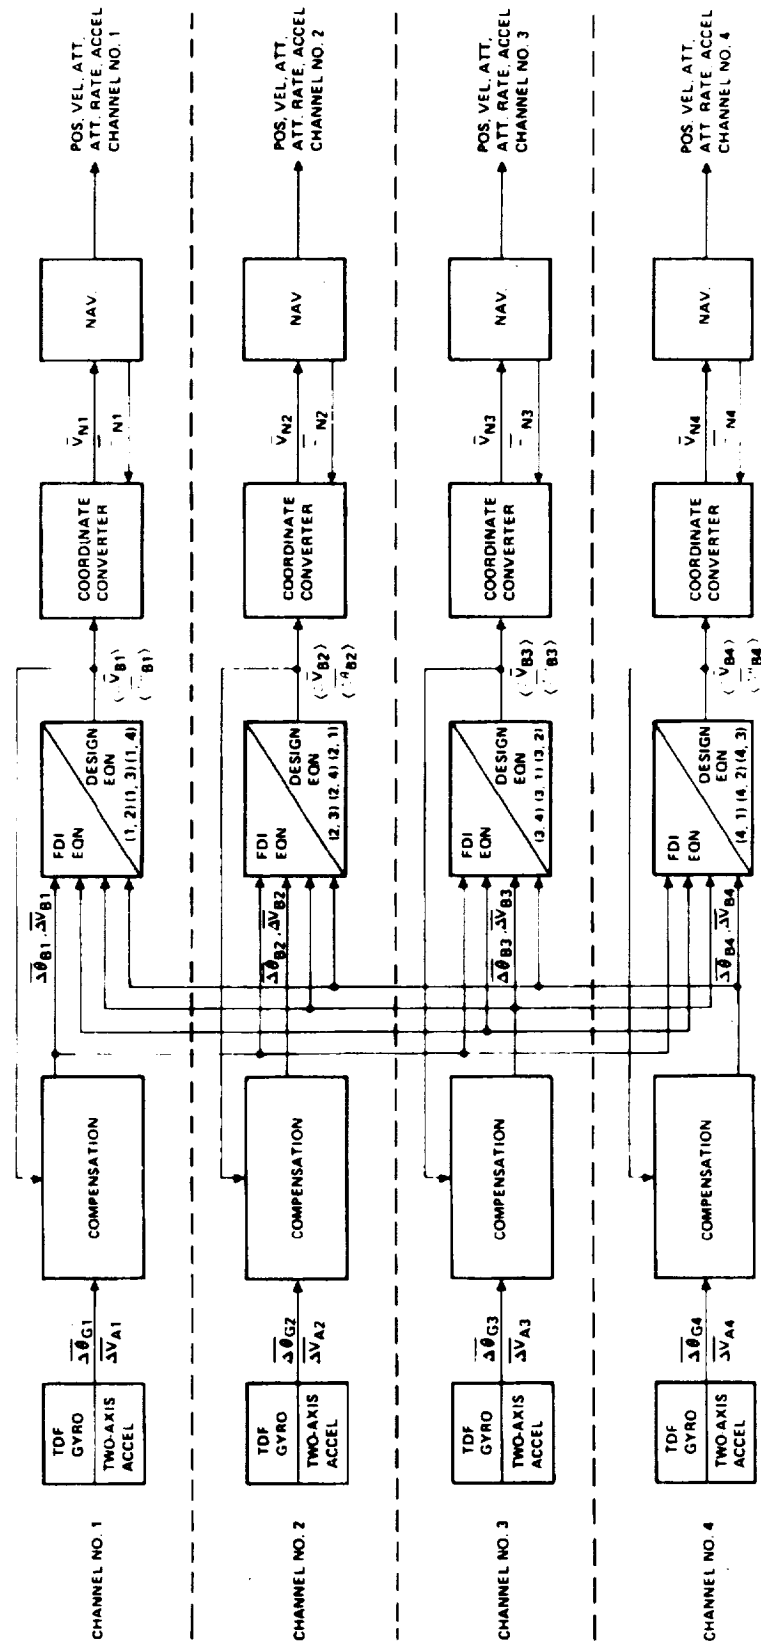 CHANNEL NO. 1
TDF
GYRO
TWO-AXIS
ACCEL
Δθ̅G1
ΔV̅A1
COMPENSATION
Δθ̅B1, ΔV̅B1
FDI
EQN
DESIGN
EQN
(1, 2) (1, 3) (1, 4)
COORDINATE
CONVERTER
V̅N1
N1
NAV.
POS, VEL, ATT,
ATT. RATE, ACCEL
CHANNEL NO. 1
CHANNEL NO. 2
TDF
GYRO
TWO-AXIS
ACCEL
Δθ̅G2
ΔV̅A2
COMPENSATION
Δθ̅B2, ΔV̅B2
FDI
EQN
DESIGN
EQN
(2, 3) (2, 4) (2, 1)
COORDINATE
CONVERTER
V̅N2
N2
NAV
POS, VEL, ATT,
ATT. RATE, ACCEL
CHANNEL NO. 2
CHANNEL NO. 3
TDF
GYRO
TWO-AXIS
ACCEL
Δθ̅G3
ΔV̅A3
COMPENSATION
Δθ̅B3, ΔV̅B3
FDI
EQN
DESIGN
EQN
(3, 4) (3, 1) (3, 2)
COORDINATE
CONVERTER
V̅N3
N3
NAV.
POS, VEL, ATT,
ATT. RATE, ACCEL
CHANNEL NO. 3
CHANNEL NO. 4
TDF
GYRO
TWO-AXIS
ACCEL
Δθ̅G4
ΔV̅A4
COMPENSATION
Δθ̅B4, ΔV̅B4
FDI
EQN
DESIGN
EQN
(4, 1) (4, 2) (4, 3)
COORDINATE
CONVERTER
V̅N4
N4
NAV.
POS, VEL, ATT,
ATT. RATE, ACCEL
CHANNEL NO. 4